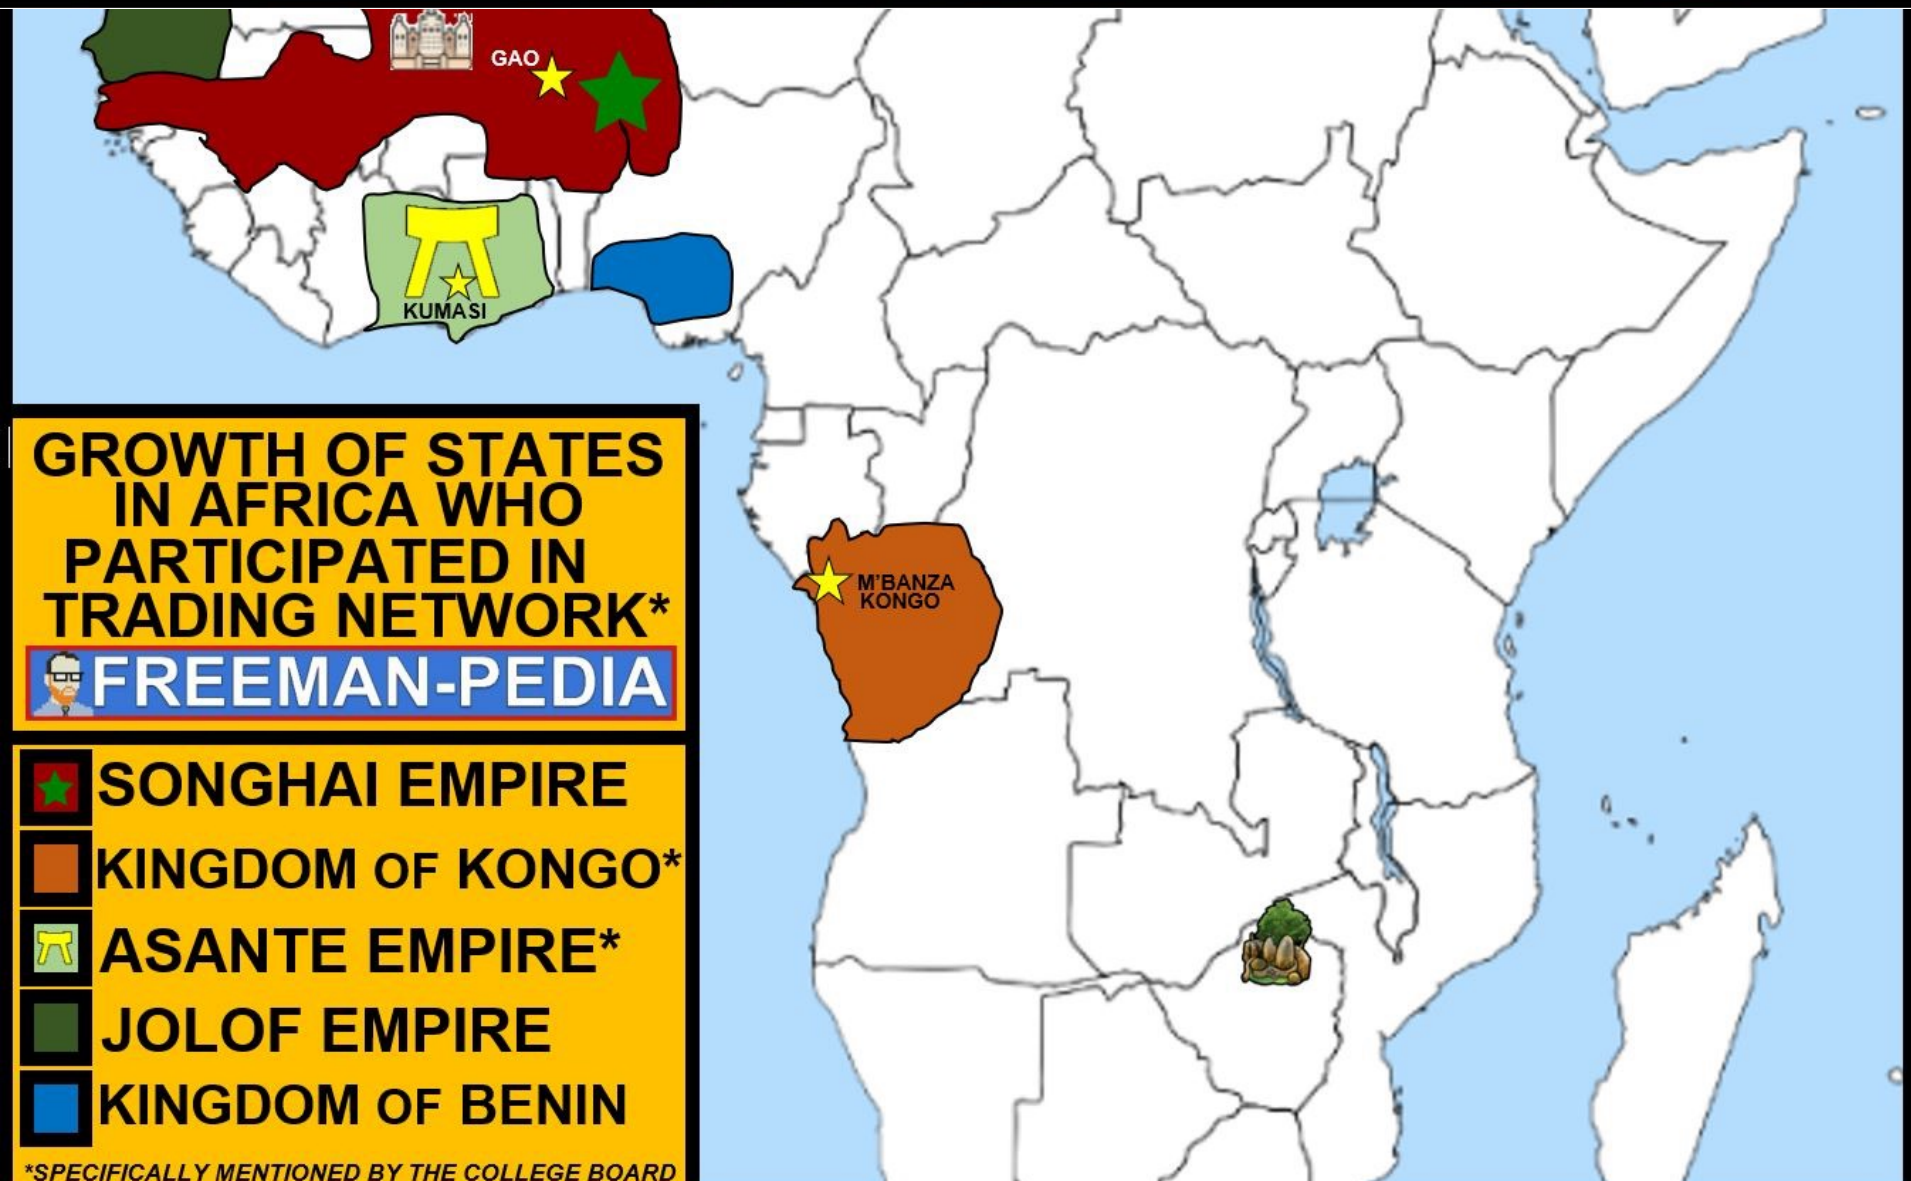 GAO
KUMASI
GROWTH OF STATES
IN AFRICA WHO
PARTICIPATED IN
TRADING NETWORK*
FREEMAN-PEDIA
M'BANZA
KONGO
SONGHAI EMPIRE
KINGDOM OF KONGO*
ASANTE EMPIRE*
JOLOF EMPIRE
KINGDOM OF BENIN
*SPECIFICALLY MENTIONED BY THE COLLEGE BOARD